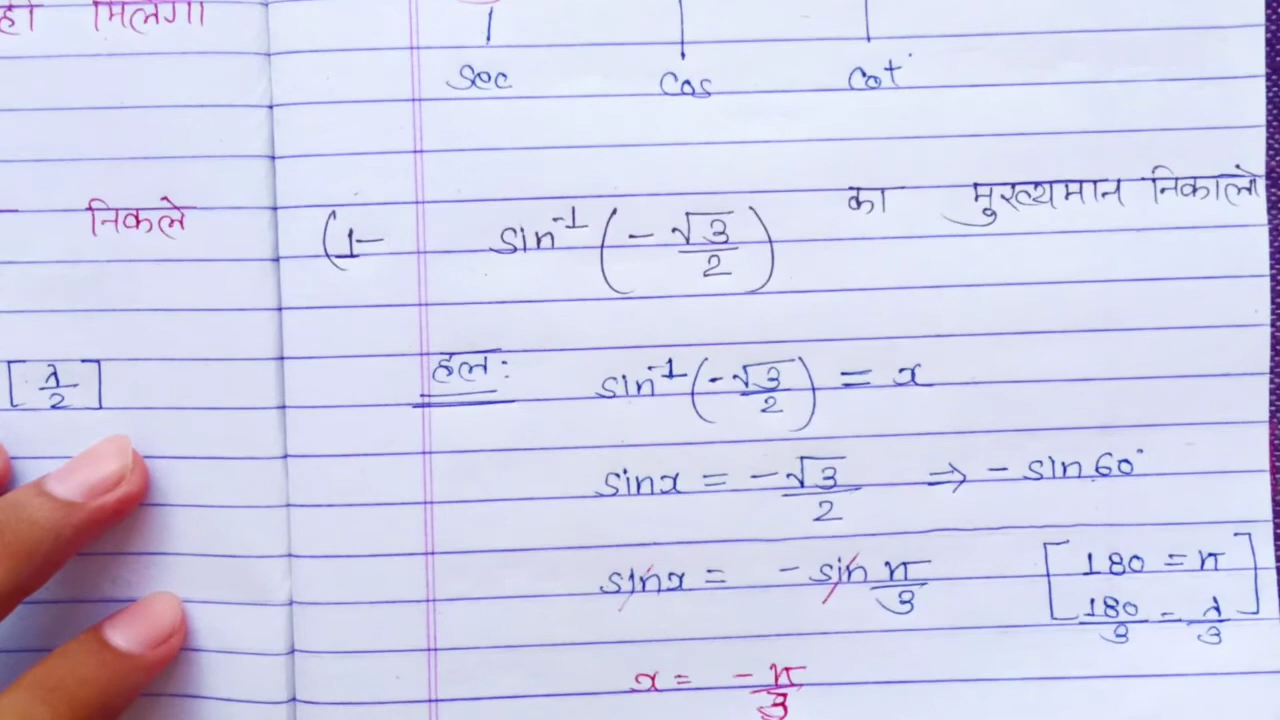 ही मिलेगा
निकले
[π/2]
sec cos cot
(1- sin⁻¹(-√3/2) का मुख्यमान निकालो
हल:  sin⁻¹(-√3/2) = x
sinx = -√3/2 ⇒ - sin60°
sinx = - sin π/3 [180 = π
180/3 = π/3]
x = -π/3